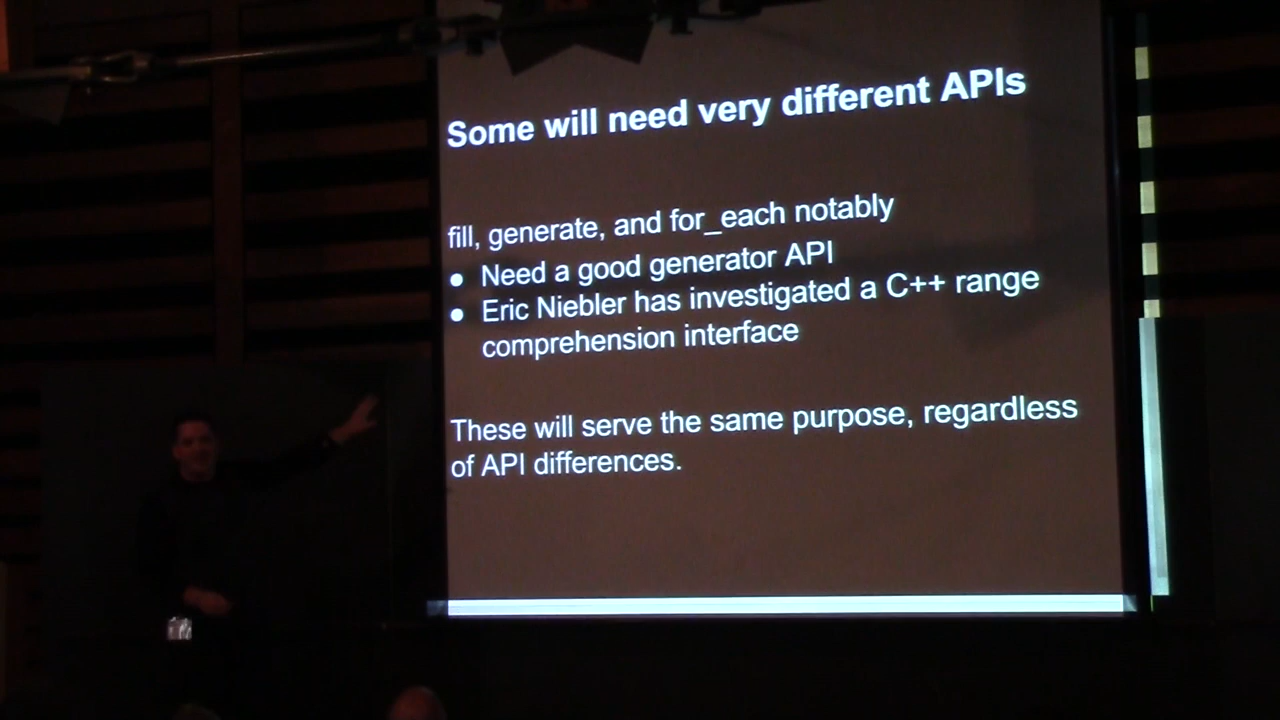 Some will need very different APIs
fill, generate, and for_each notably
● Need a good generator API
● Eric Niebler has investigated a C++ range
comprehension interface
These will serve the same purpose, regardless
of API differences.